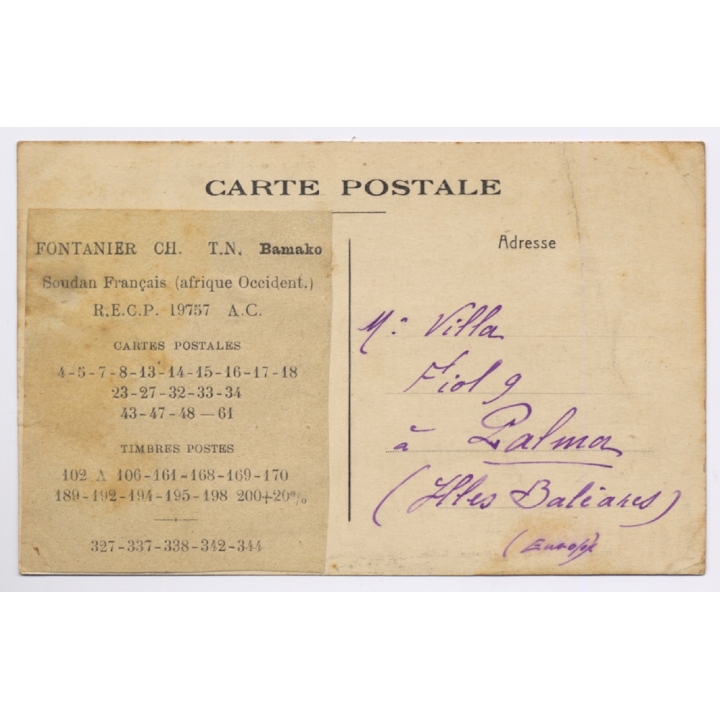 CARTE POSTALE
FONTANIER CH. T.N. Bamako
Soudan Français (afrique Occident.)
R.E.C.P. 19757 A.C.
CARTES POSTALES
4-5-7-8-13-14-15-16-17-18
23-27-32-33-34
43-47-48—61
TIMBRES POSTES
102 A 106-161-168-169-170
189-192-194-195-198 200+20%
327-337-338-342-344
Adresse
Mr Villa
Fiol 9
à Palma
(Iles Baléares)
(Europe